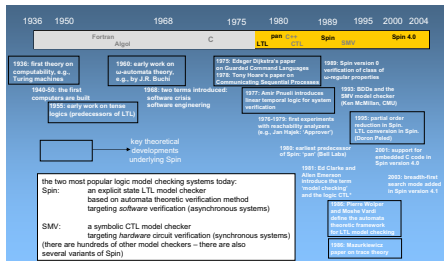 1936 1950 1968 1975 1980 1989 1995 2000 2004
Fortran
Algol
C
pan
LTL
C++
CTL
Spin
SMV
Spin 4.0
1936: first theory on
computability, e.g.,
Turing machines
1940-50: the first
computers are built
1955: early work on tense
logics (predecessors of LTL)
1960: early work on
ω-automata theory,
e.g., by J.R. Buchi
1968: two terms introduced:
software crisis
software engineering
1975: Edsger Dijkstra's paper
on Guarded Command Languages
1978: Tony Hoare's paper on
Communicating Sequential Processes
1977: Amir Pnueli introduces
linear temporal logic for system
verification
1976-1979: first experiments
with reachability analyzers
(e.g., Jan Hajek: 'Approver')
1980: earliest predecessor
of Spin: 'pan' (Bell Labs)
1981: Ed Clarke and Allen
Emerson introduce the
term 'model checking'
and the logic CTL*
1986: Pierre Wolper
and Moshe Vardi
define the automata
theoretic framework
for LTL model checking
1986: Mazurkiewicz
paper on trace theory
1989: Spin version 0
verification of class of
ω-regular properties
1993: BDDs and the
SMV model checker
(Ken McMillan, CMU)
1995: partial order
reduction in Spin.
LTL conversion in Spin.
(Doron Peled)
2001: support for
embedded C code in
Spin version 4.0
2003: breadth-first
search mode added
in Spin version 4.1
key theoretical
developments
underlying Spin
the two most popular logic model checking systems today:
Spin: an explicit state LTL model checker
based on automata theoretic verification method
targeting software verification (asynchronous systems)
SMV: a symbolic CTL model checker
targeting hardware circuit verification (synchronous systems)
(there are hundreds of other model checkers – there are also
several variants of Spin)